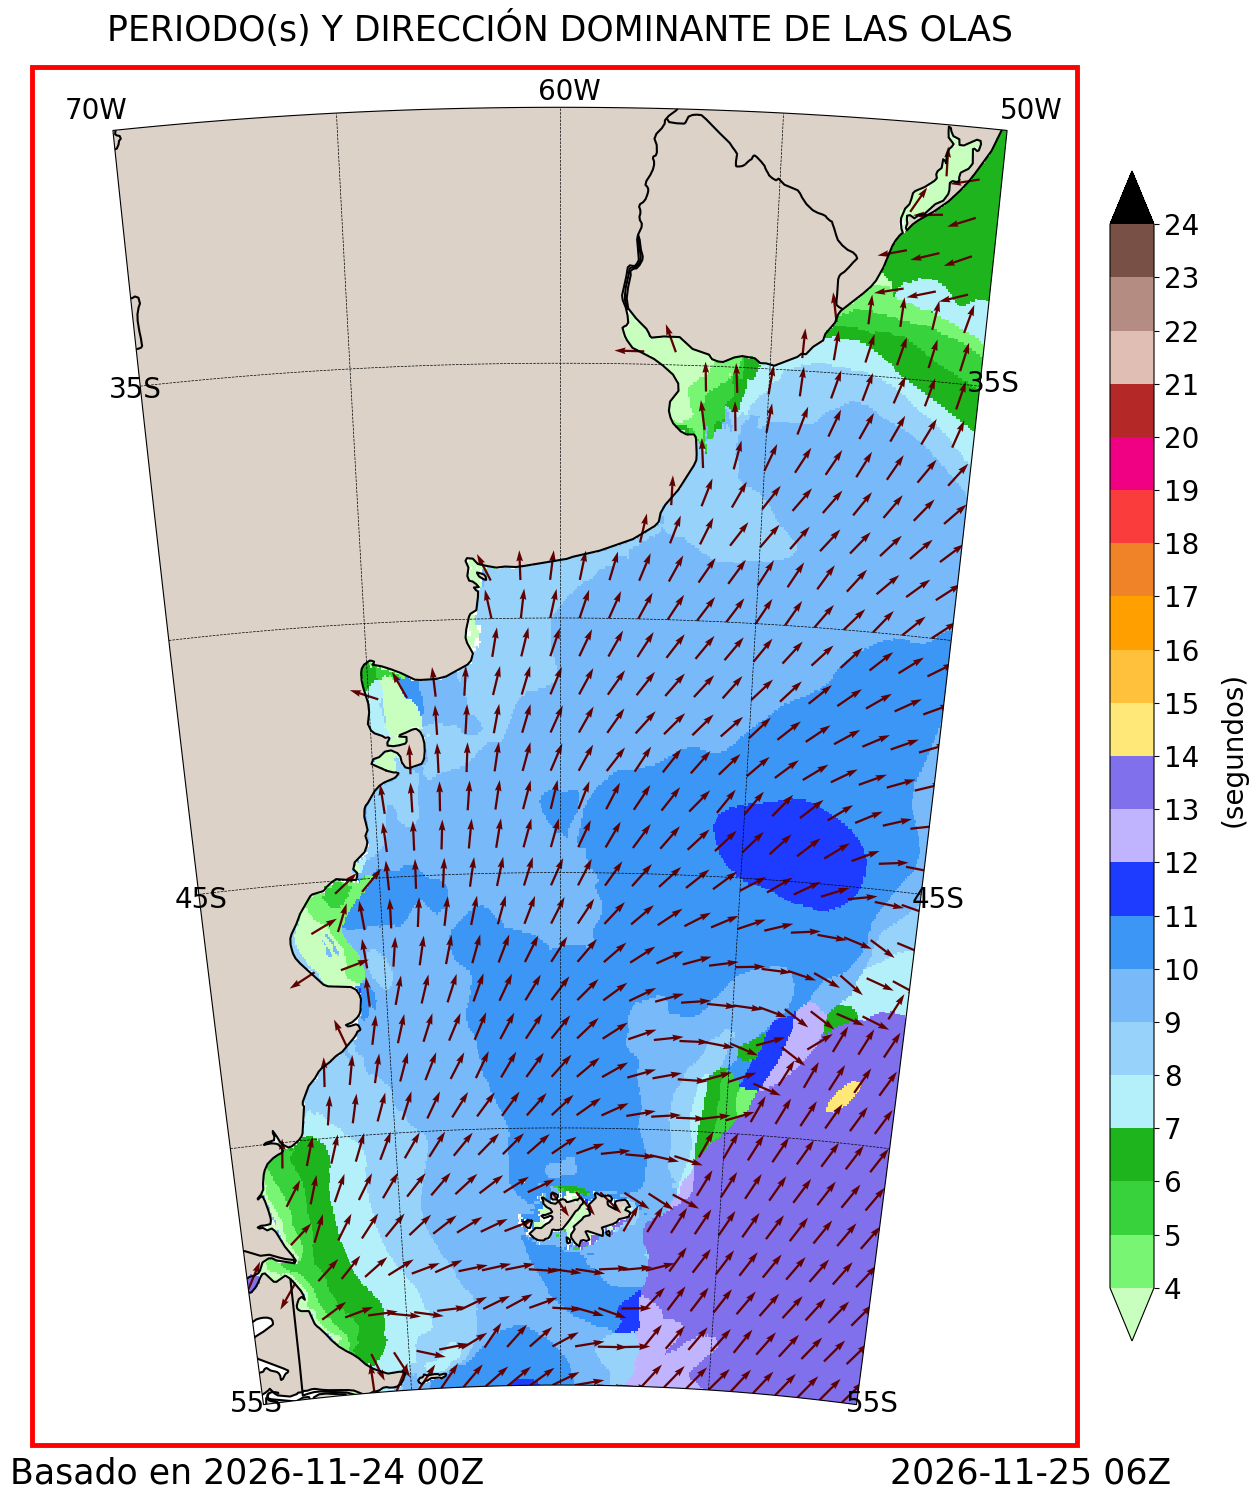 PERIODO(s) Y DIRECCIÓN DOMINANTE DE LAS OLAS
70W
60W
50W
35S
35S
45S
45S
55S
55S
24
23
22
21
20
19
18
17
16
15
14
13
12
11
10
9
8
7
6
5
4
(segundos)
Basado en 2026-11-24 00Z
2026-11-25 06Z